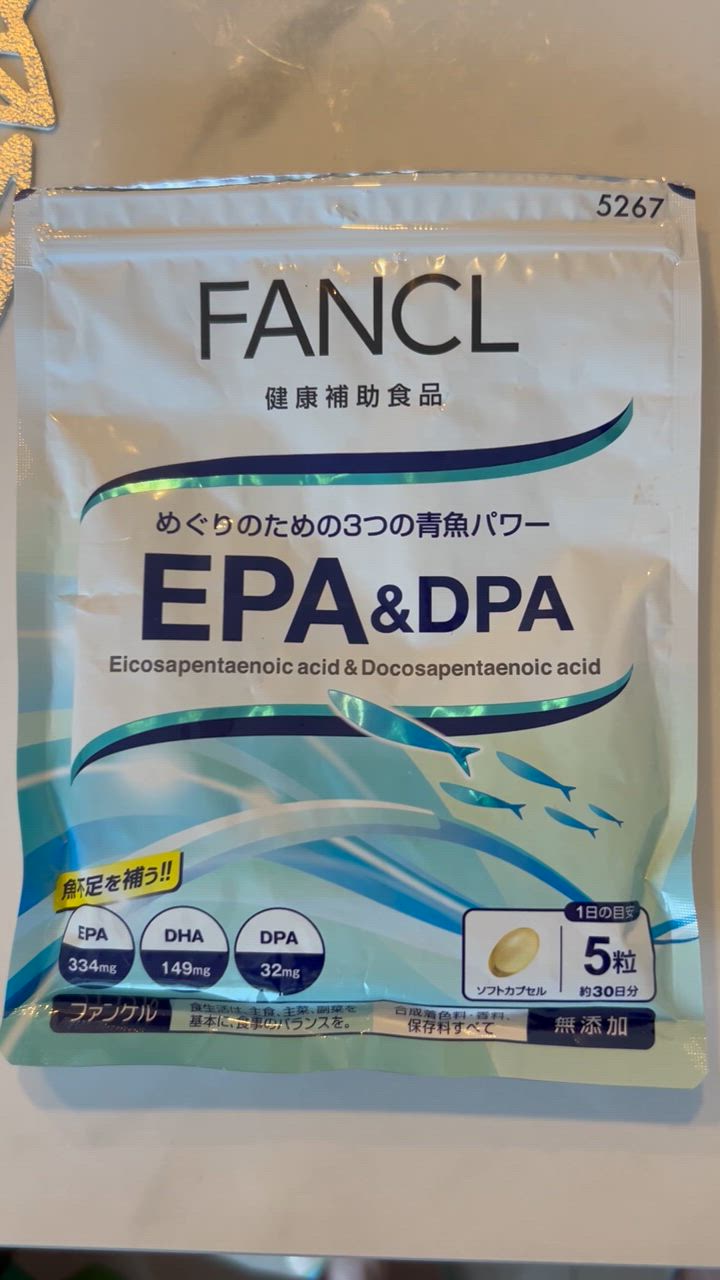 5267
FANCL
健康補助食品
めぐりのための3つの青魚パワー
EPA&DPA
Eicosapentaenoic acid & Docosapentaenoic acid
魚不足を補う!!
EPA
334mg
DHA
149mg
DPA
32mg
1日の目安
5粒
ソフトカプセル
約30日分
ファンケル
食生活は、主食、主菜、副菜を
基本に、食事のバランスを。
合成着色料・香料、
保存料すべて
無添加